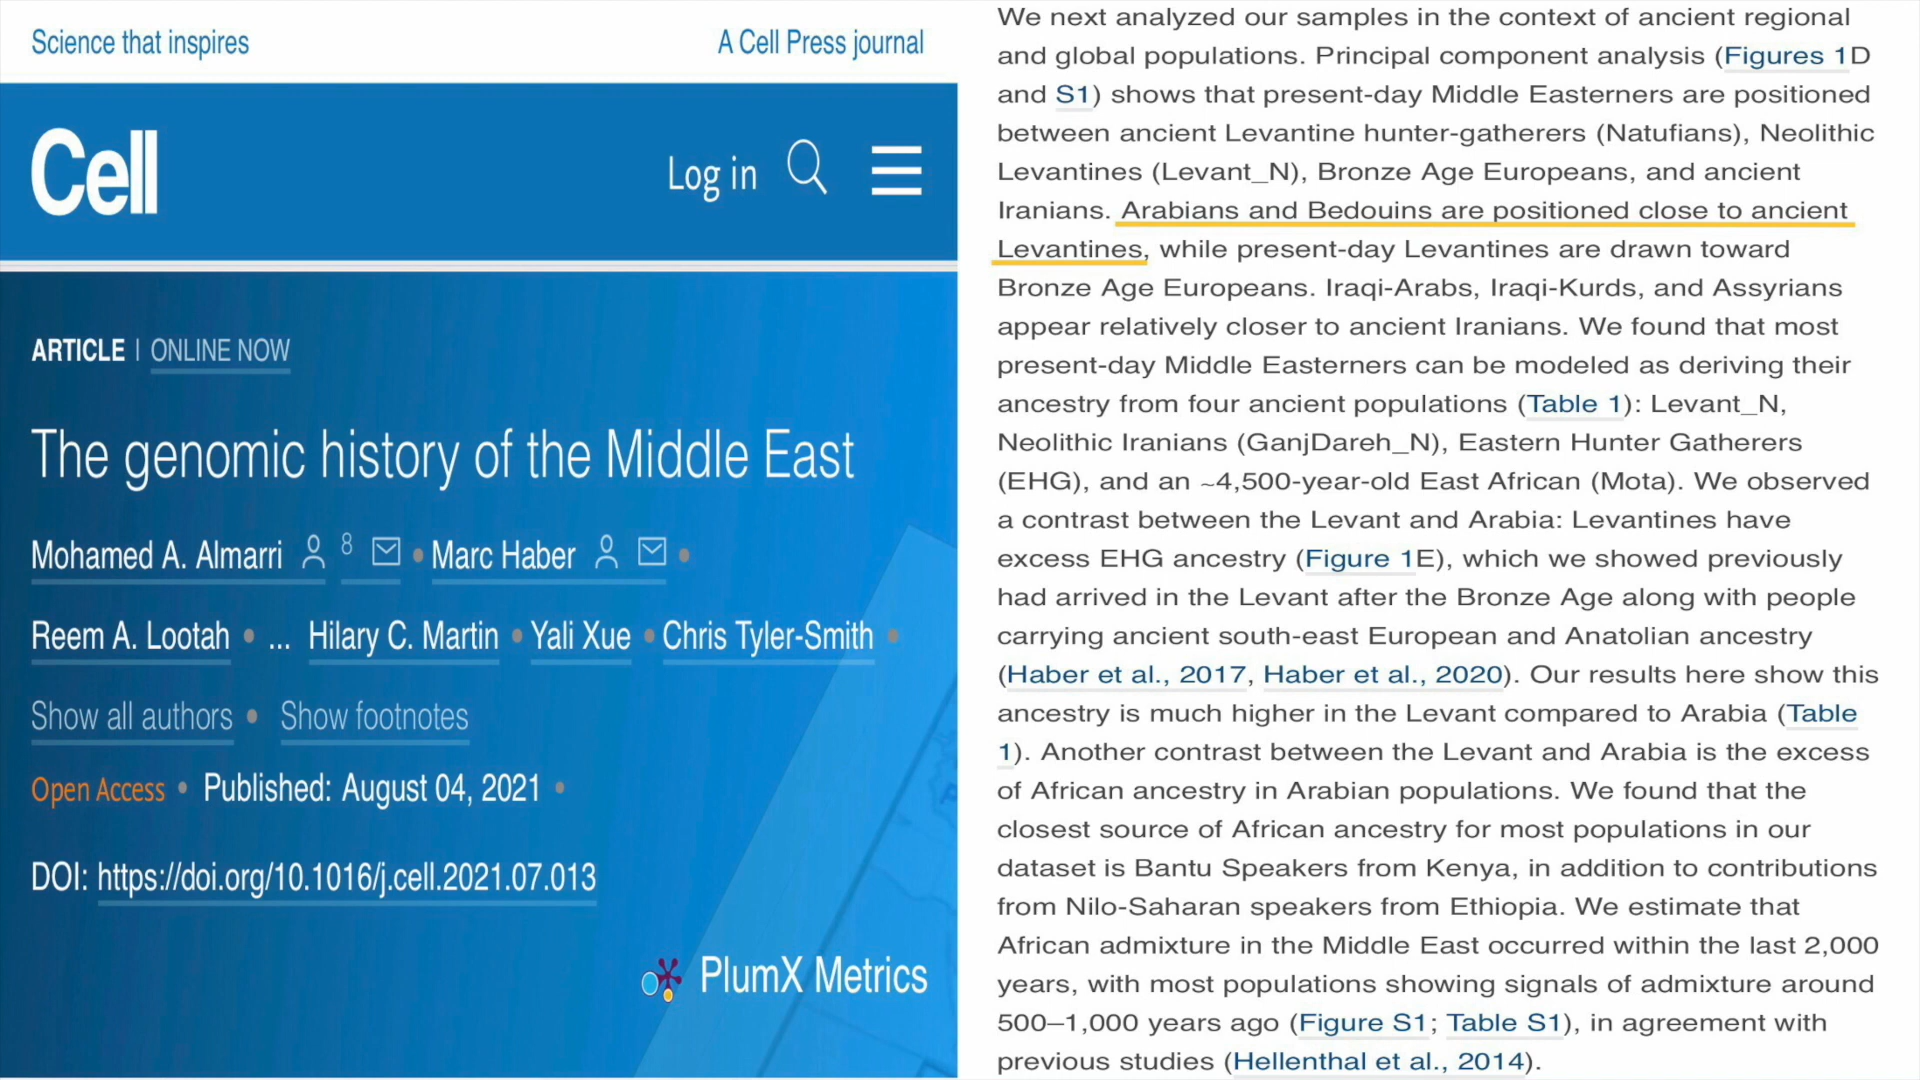 Science that inspires
A Cell Press journal
Cell
Log in
ARTICLE | ONLINE NOW
The genomic history of the Middle East
Mohamed A. Almarri 8 • Marc Haber •
Reem A. Lootah • ... Hilary C. Martin • Yali Xue • Chris Tyler-Smith •
Show all authors • Show footnotes
Open Access • Published: August 04, 2021 •
DOI: https://doi.org/10.1016/j.cell.2021.07.013
PlumX Metrics
We next analyzed our samples in the context of ancient regional
and global populations. Principal component analysis (Figures 1D
and S1) shows that present-day Middle Easterners are positioned
between ancient Levantine hunter-gatherers (Natufians), Neolithic
Levantines (Levant_N), Bronze Age Europeans, and ancient
Iranians. Arabians and Bedouins are positioned close to ancient
Levantines, while present-day Levantines are drawn toward
Bronze Age Europeans. Iraqi-Arabs, Iraqi-Kurds, and Assyrians
appear relatively closer to ancient Iranians. We found that most
present-day Middle Easterners can be modeled as deriving their
ancestry from four ancient populations (Table 1): Levant_N,
Neolithic Iranians (GanjDareh_N), Eastern Hunter Gatherers
(EHG), and an ~4,500-year-old East African (Mota). We observed
a contrast between the Levant and Arabia: Levantines have
excess EHG ancestry (Figure 1E), which we showed previously
had arrived in the Levant after the Bronze Age along with people
carrying ancient south-east European and Anatolian ancestry
(Haber et al., 2017, Haber et al., 2020). Our results here show this
ancestry is much higher in the Levant compared to Arabia (Table
1). Another contrast between the Levant and Arabia is the excess
of African ancestry in Arabian populations. We found that the
closest source of African ancestry for most populations in our
dataset is Bantu Speakers from Kenya, in addition to contributions
from Nilo-Saharan speakers from Ethiopia. We estimate that
African admixture in the Middle East occurred within the last 2,000
years, with most populations showing signals of admixture around
500–1,000 years ago (Figure S1; Table S1), in agreement with
previous studies (Hellenthal et al., 2014).